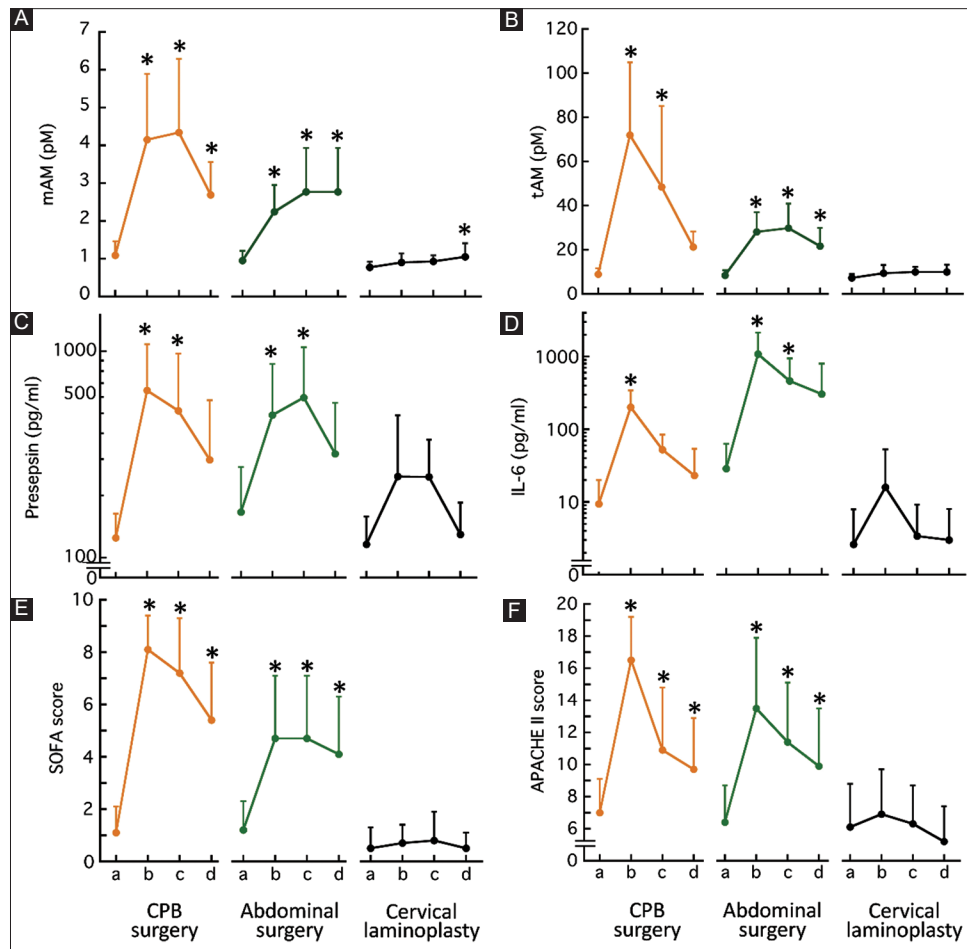 A
mAM (pM)
7
6
5
4
3
2
1
0
* * *
* * *
*
B
tAM (pM)
120
100
80
60
40
20
0
* *
* * *
C
Presepsin (pg/ml)
1000
500
100
0
* *
* *
D
IL-6 (pg/ml)
1000
100
10
0
*
* *
E
SOFA score
10
8
6
4
2
0
* * *
* * *
a b c d a b c d a b c d
CPB surgery
Abdominal surgery
Cervical laminoplasty
F
APACHE II score
20
18
16
14
12
10
8
6
0
* * *
* * *
a b c d a b c d a b c d
CPB surgery
Abdominal surgery
Cervical laminoplasty